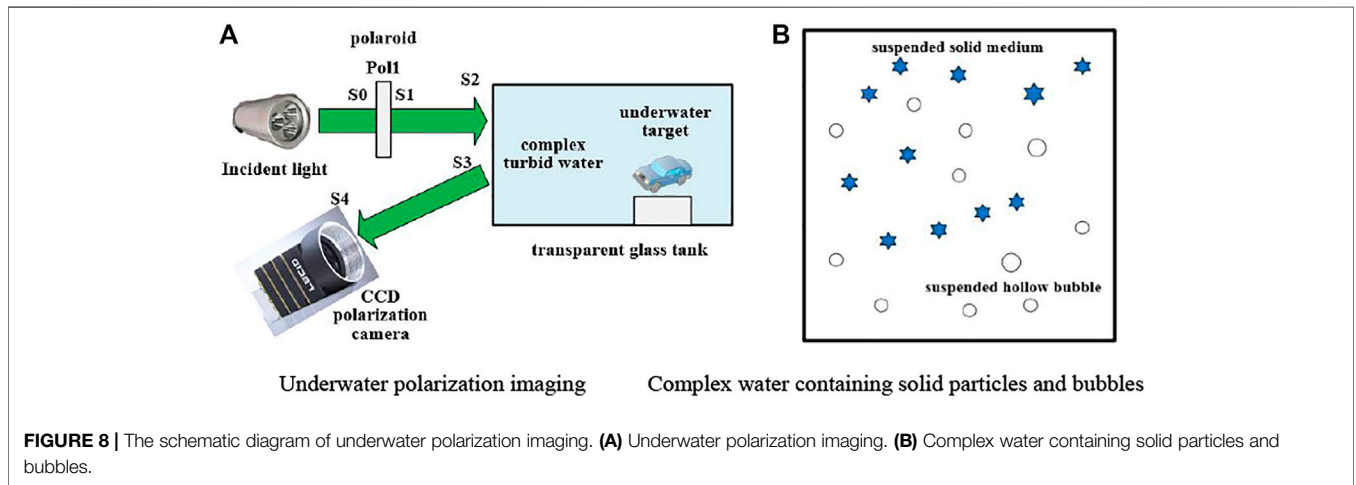 A
polaroid
Pol1
S0
S1
S2
Incident light
S3
S4
complex
turbid water
underwater
target
transparent glass tank
LUCID
CCD
polarization
camera
Underwater polarization imaging
B
suspended solid medium
suspended hollow bubble
Complex water containing solid particles and bubbles
FIGURE 8 | The schematic diagram of underwater polarization imaging. (A) Underwater polarization imaging. (B) Complex water containing solid particles and
bubbles.